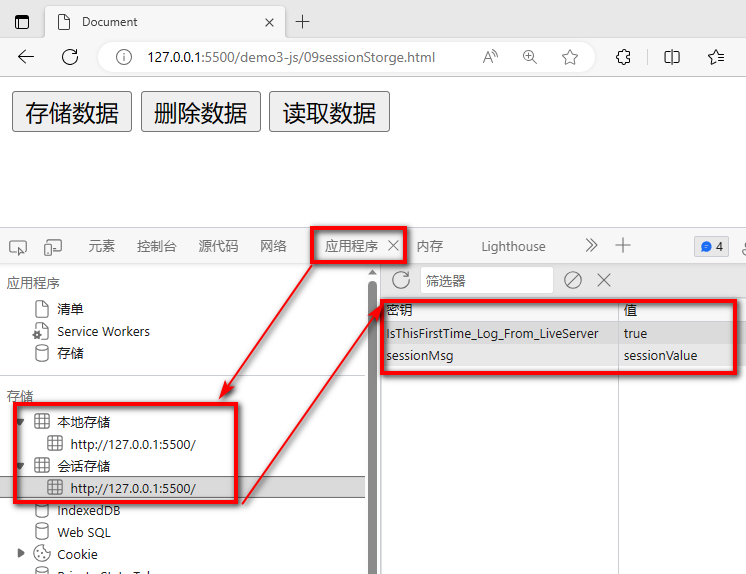 Document
127.0.0.1:5500/demo3-js/09sessionStorge.html
存储数据 删除数据 读取数据
元素 控制台 源代码 网络 应用程序 内存 Lighthouse 4
应用程序
筛选器
清单
Service Workers
存储
密钥 值
IsThisFirstTime_Log_From_LiveServer true
sessionMsg sessionValue
存储
本地存储
http://127.0.0.1:5500/
会话存储
http://127.0.0.1:5500/
IndexedDB
Web SQL
Cookie